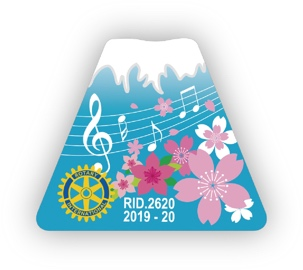 ROTARY
INTERNATIONAL
RID.2620
2019 - 20